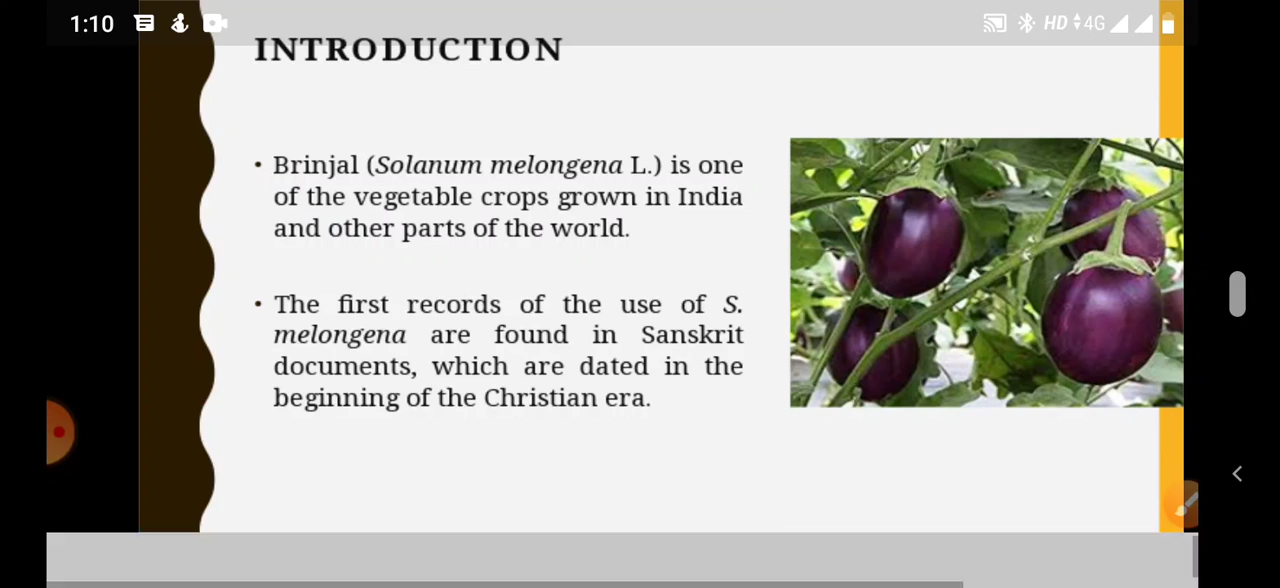 1:10 HD 4G
INTRODUCTION
• Brinjal (Solanum melongena L.) is one
of the vegetable crops grown in India
and other parts of the world.
• The first records of the use of S.
melongena are found in Sanskrit
documents, which are dated in the
beginning of the Christian era.